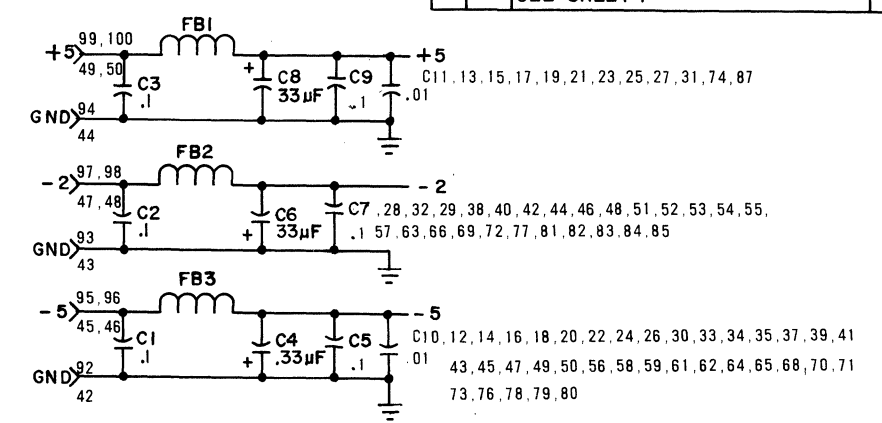 FB1
99,100
+5
+5
49,50
C3
.1
+
C8
33µF
C9
.1
.01
C11,13,15,17,19,21,23,25,27,31,74,87
94
GND
44
FB2
97,98
-2
-2
47,48
C2
.1
C6
+ 33µF
C7
.1
,28,32,29,38,40,42,44,46,48,51,52,53,54,55,
57,63,66,69,72,77,81,82,83,84,85
93
GND
43
FB3
95,96
-5
-5
45,46
C1
.1
C4
+ .33µF
C5
.1
.01
C10,12,14,16,18,20,22,24,26,30,33,34,35,37,39,41
43,45,47,49,50,56,58,59,61,62,64,65.68,70,71
73,76,78,79,80
92
GND
42